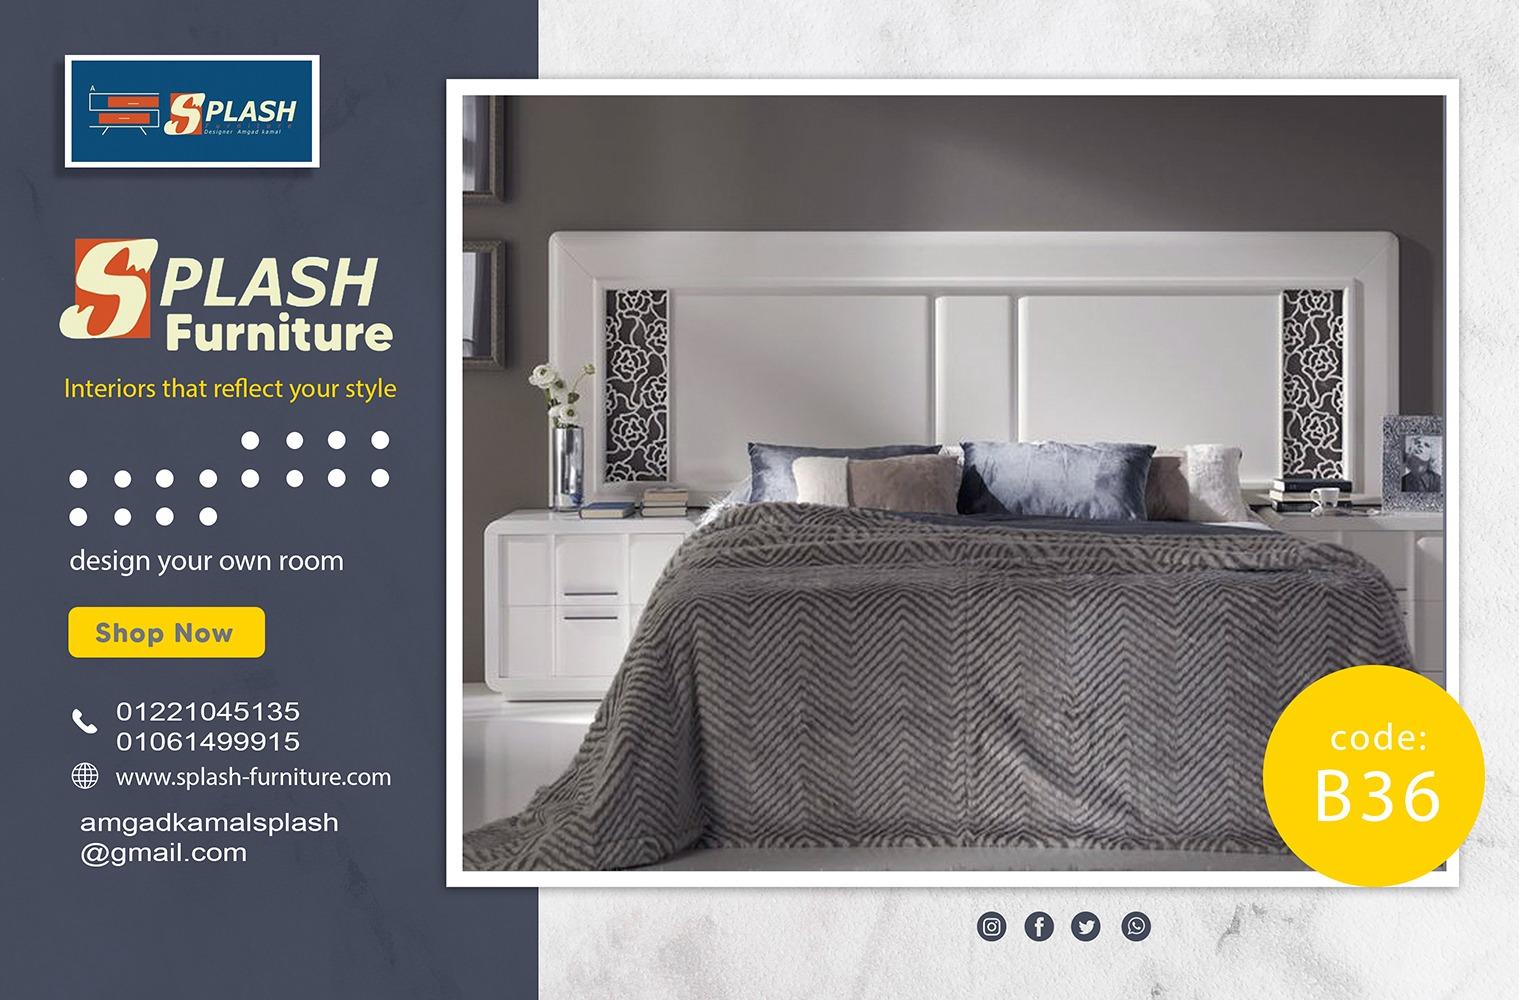 A
SPLASH
Furniture
Designer Amgad kamal
SPLASH
Furniture
Interiors that reflect your style
design your own room
Shop Now
01221045135
01061499915
www.splash-furniture.com
amgadkamalsplash
@gmail.com
code:
B36